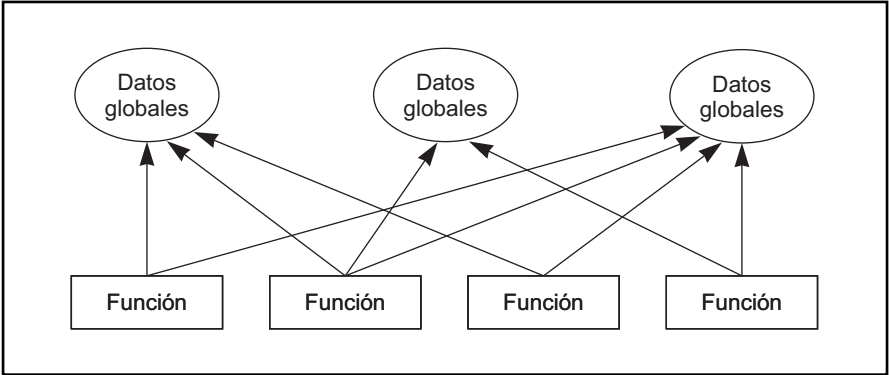 Datos
globales
Datos
globales
Datos
globales
Función
Función
Función
Función